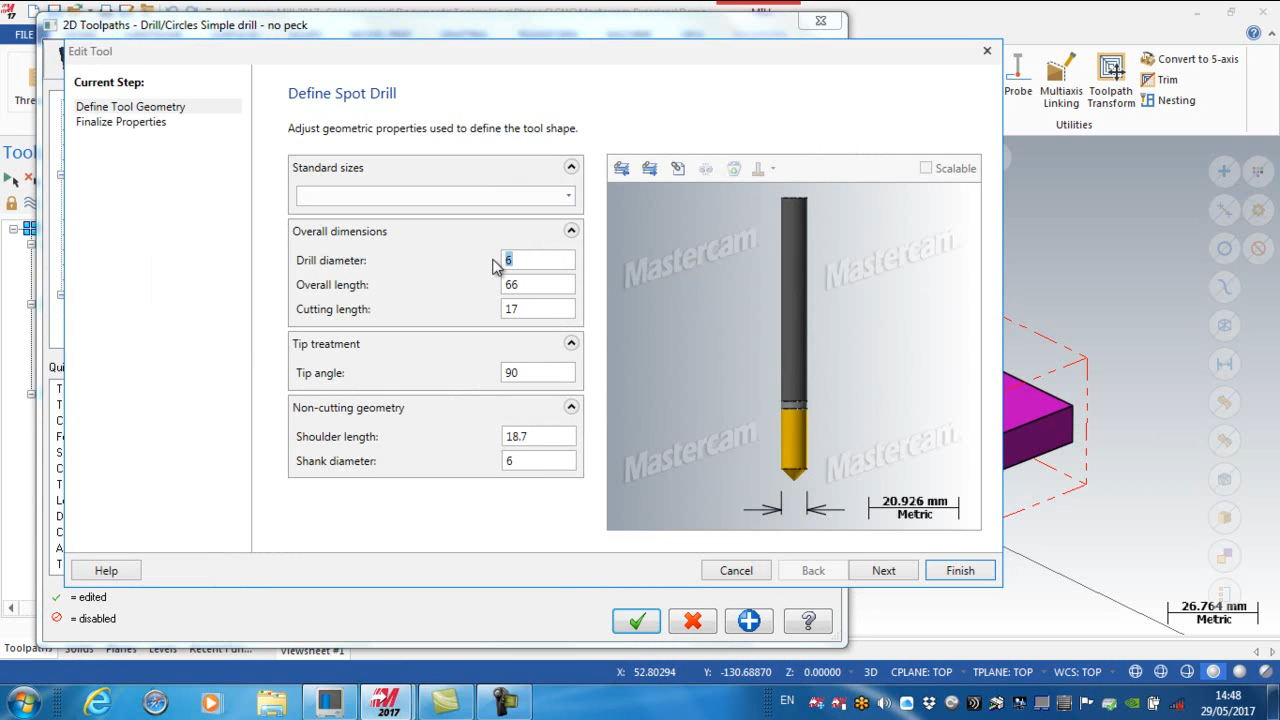 2D Toolpaths - Drill/Circles Simple drill - no peck
FILE
Edit Tool
Current Step:
Define Tool Geometry
Finalize Properties
Define Spot Drill
Adjust geometric properties used to define the tool shape.
Standard sizes
Overall dimensions
Drill diameter: 6
Overall length: 66
Cutting length: 17
Tip treatment
Tip angle: 90
Non-cutting geometry
Shoulder length: 18.7
Shank diameter: 6
Scalable
Mastercam Mastercam
Mastercam Mastercam
20.926 mm
Metric
Help
Cancel
Back
Next
Finish
= edited
= disabled
Probe
Multiaxis Linking
Toolpath Transform
Convert to 5-axis
Trim
Nesting
Utilities
26.764 mm
Metric
Toolpaths
Solids
Planes
Levels
Viewsheet #1
X: 52.80294 Y: -130.68870 Z: 0.00000 3D CPLANE: TOP TPLANE: TOP WCS: TOP
2017
EN
14:48
29/05/2017